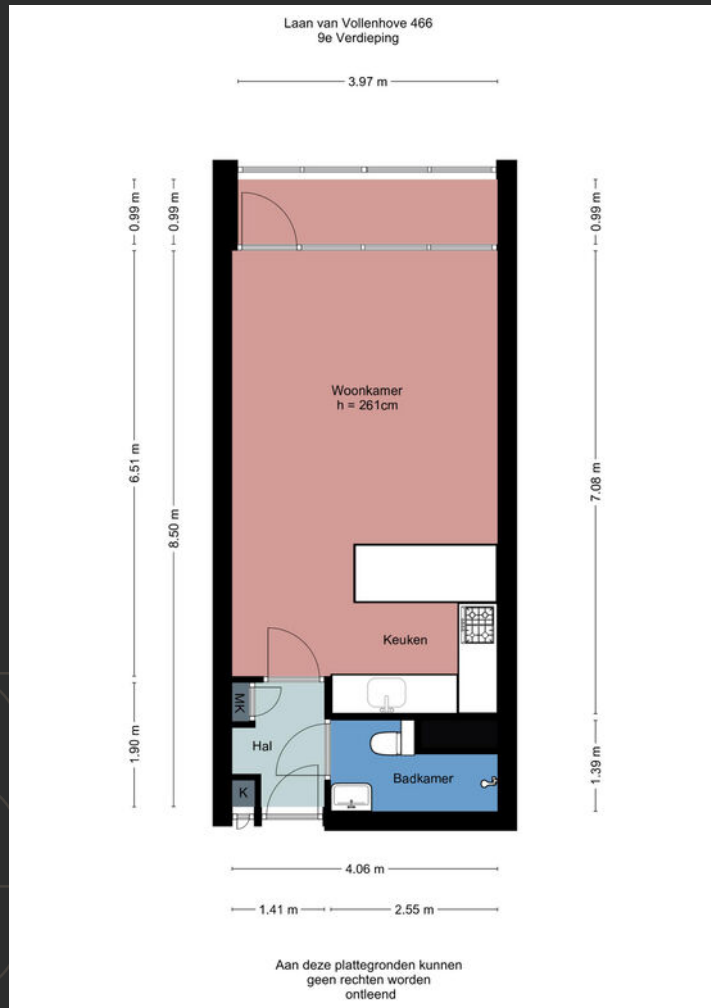 Laan van Vollenhove 466
9e Verdieping
3.97 m
0.99 m
0.99 m
0.99 m
Woonkamer
h = 261cm
6.51 m
8.50 m
7.08 m
Keuken
MK
Hal
1.90 m
Badkamer
1.39 m
K
4.06 m
1.41 m
2.55 m
Aan deze plattegronden kunnen
geen rechten worden
ontleend